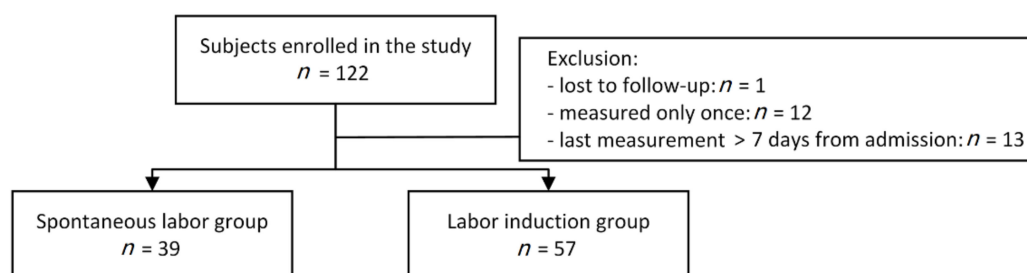 Subjects enrolled in the study
n = 122
Exclusion:
- lost to follow-up: n = 1
- measured only once: n = 12
- last measurement > 7 days from admission: n = 13
Spontaneous labor group
n = 39
Labor induction group
n = 57